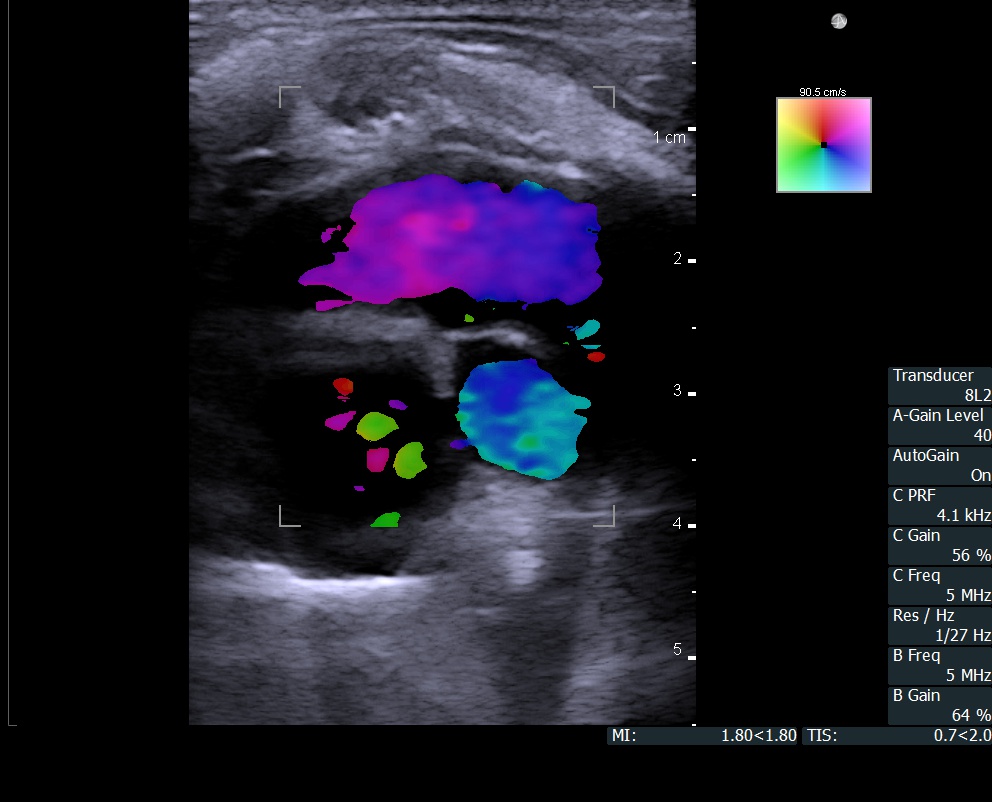 90.5 cm/s
1 cm
2
3
4
5
Transducer
8L2
A-Gain Level
40
AutoGain
On
C PRF
4.1 kHz
C Gain
56 %
C Freq
5 MHz
Res / Hz
1/27 Hz
B Freq
5 MHz
B Gain
64 %
MI: 1.80<1.80 TIS: 0.7<2.0